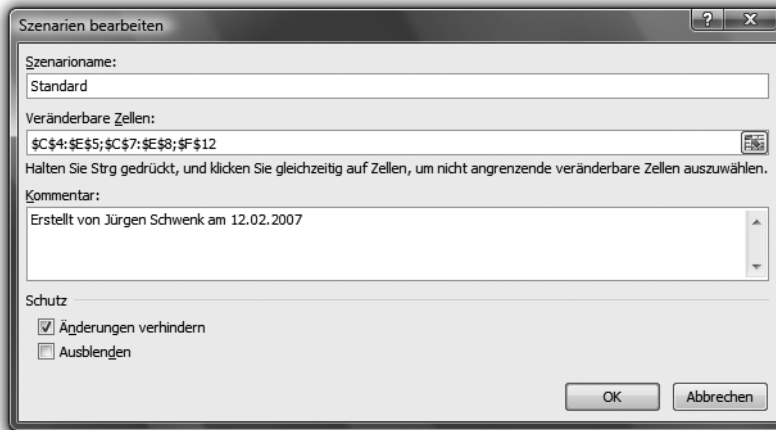 Szenarien bearbeiten
Szenarioname:
Standard
Veränderbare Zellen:
$C$4:$E$5;$C$7:$E$8;$F$12
Halten Sie Strg gedrückt, und klicken Sie gleichzeitig auf Zellen, um nicht angrenzende veränderbare Zellen auszuwählen.
Kommentar:
Erstellt von Jürgen Schwenk am 12.02.2007
Schutz
Änderungen verhindern
Ausblenden
OK Abbrechen